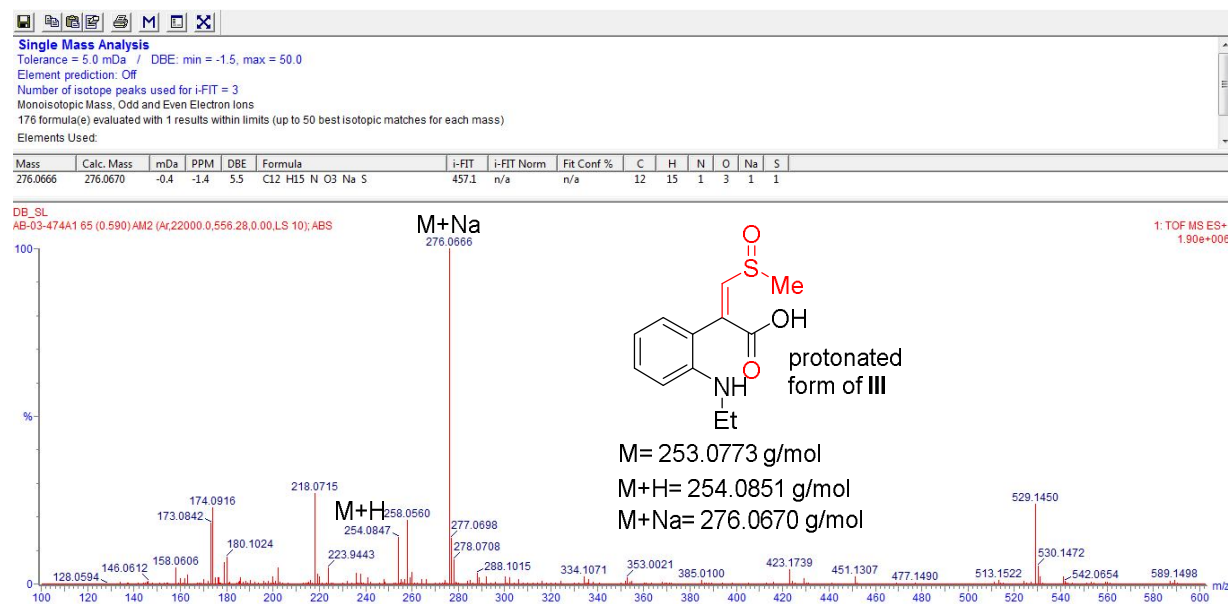 M
Single Mass Analysis
Tolerance = 5.0 mDa / DBE: min = -1.5, max = 50.0
Element prediction: Off
Number of isotope peaks used for i-FIT = 3
Monoisotopic Mass, Odd and Even Electron Ions
176 formula(e) evaluated with 1 results within limits (up to 50 best isotopic matches for each mass)
Elements Used:
Mass Calc. Mass mDa PPM DBE Formula i-FIT i-FIT Norm Fit Conf % C H N O Na S
276.0666 276.0670 -0.4 -1.4 5.5 C12 H15 N O3 Na S 457.1 n/a n/a 12 15 1 3 1 1
DB_SL
AB-03-474A1 65 (0.590) AM2 (Ar,22000.0,556.28,0.00,LS 10); ABS
1: TOF MS ES+
1.90e+006
M+Na
276.0666
100
%
0
O
S
Me
OH
O
NH
Et
protonated
form of III
M= 253.0773 g/mol
M+H= 254.0851 g/mol
M+Na= 276.0670 g/mol
128.0594
146.0612
158.0606
173.0842
174.0916
180.1024
218.0715
223.9443
M+H
254.0847
258.0560
277.0698
278.0708
288.1015
334.1071
353.0021
385.0100
423.1739
451.1307
477.1490
513.1522
529.1450
530.1472
542.0654
589.1498
100 120 140 160 180 200 220 240 260 280 300 320 340 360 380 400 420 440 460 480 500 520 540 560 580 600
m/z